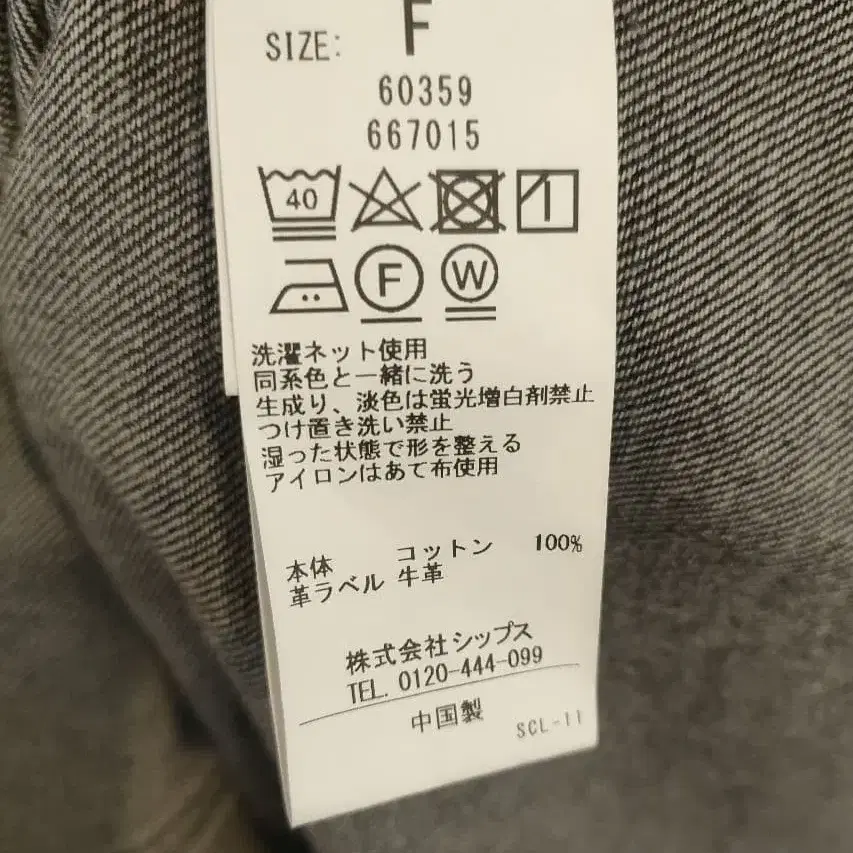 SIZE: F
60359
667015
40
F W
洗濯ネット使用
同系色と一緒に洗う
生成り、淡色は蛍光増白剤禁止
つけ置き洗い禁止
湿った状態で形を整える
アイロンはあて布使用
本体 コットン 100%
革ラベル 牛革
株式会社シップス
TEL. 0120-444-099
中国製
SCL-11